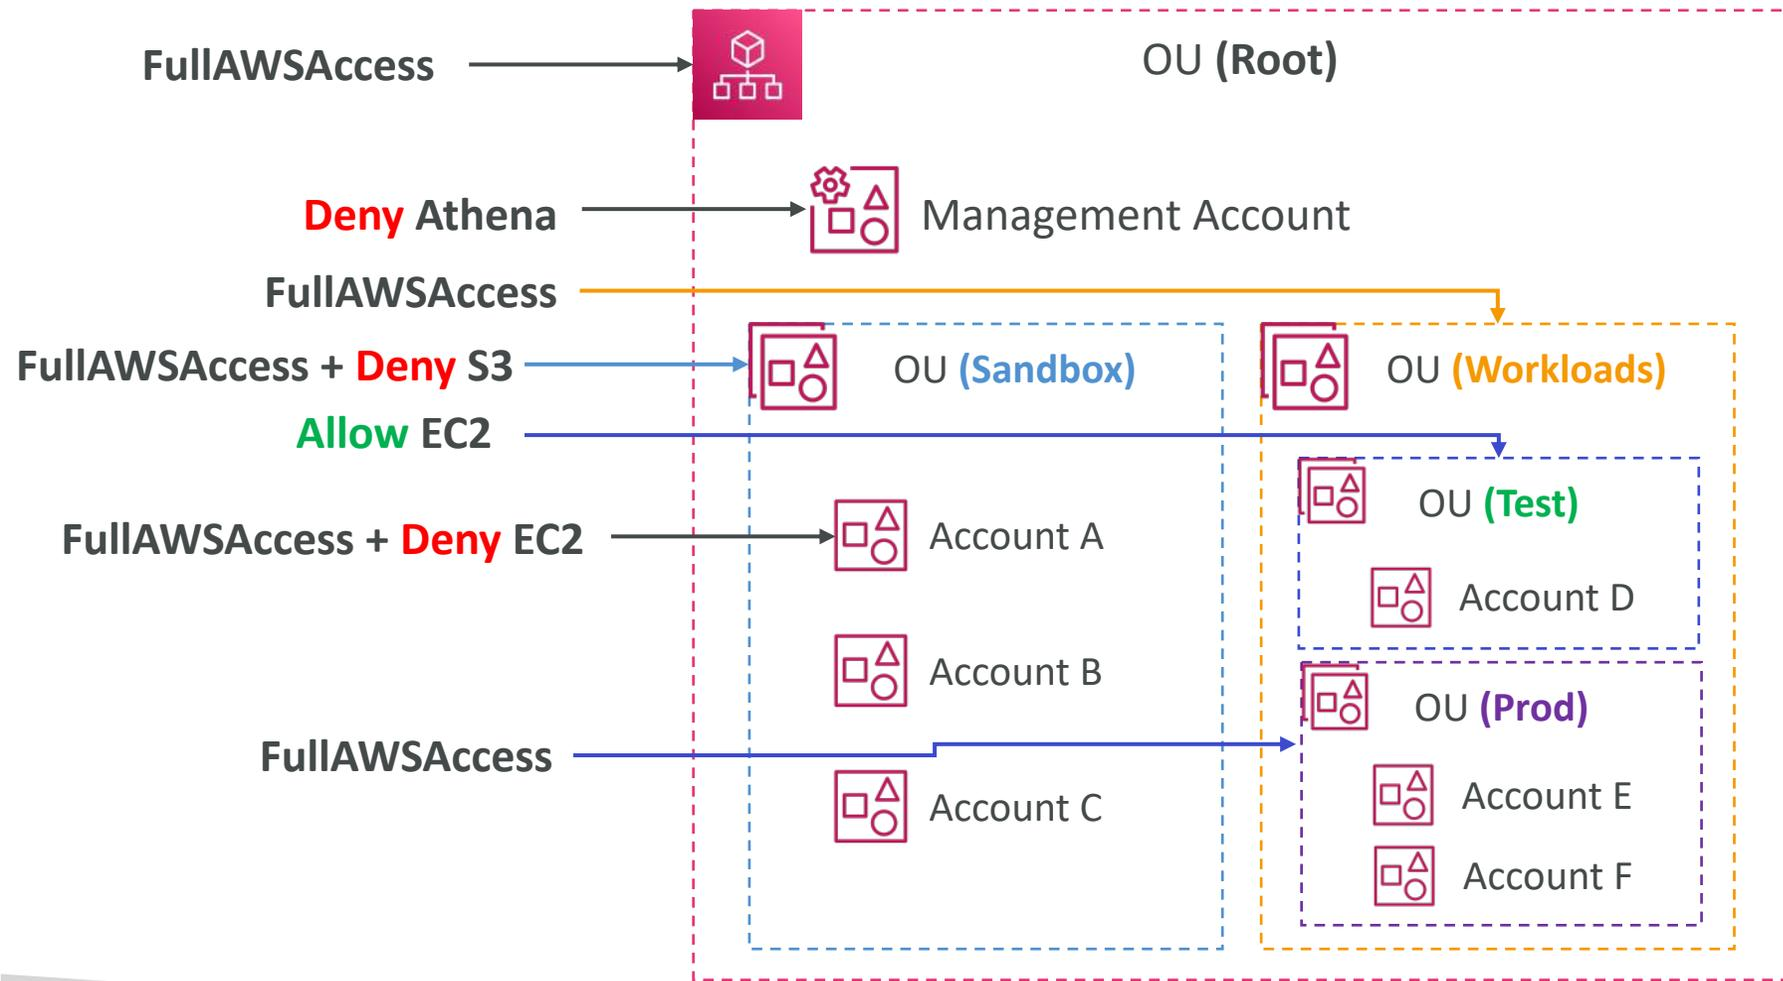 FullAWSAccess
OU (Root)
Deny Athena
Management Account
FullAWSAccess
FullAWSAccess + Deny S3
OU (Sandbox)
OU (Workloads)
Allow EC2
OU (Test)
FullAWSAccess + Deny EC2
Account A
Account D
Account B
OU (Prod)
FullAWSAccess
Account C
Account E
Account F